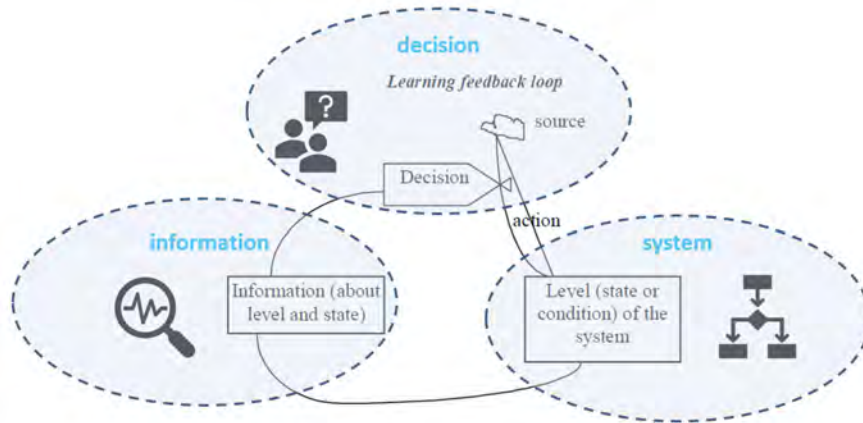 decision
Learning feedback loop
?
source
Decision
action
information
system
Information (about
level and state)
Level (state or
condition) of the
system